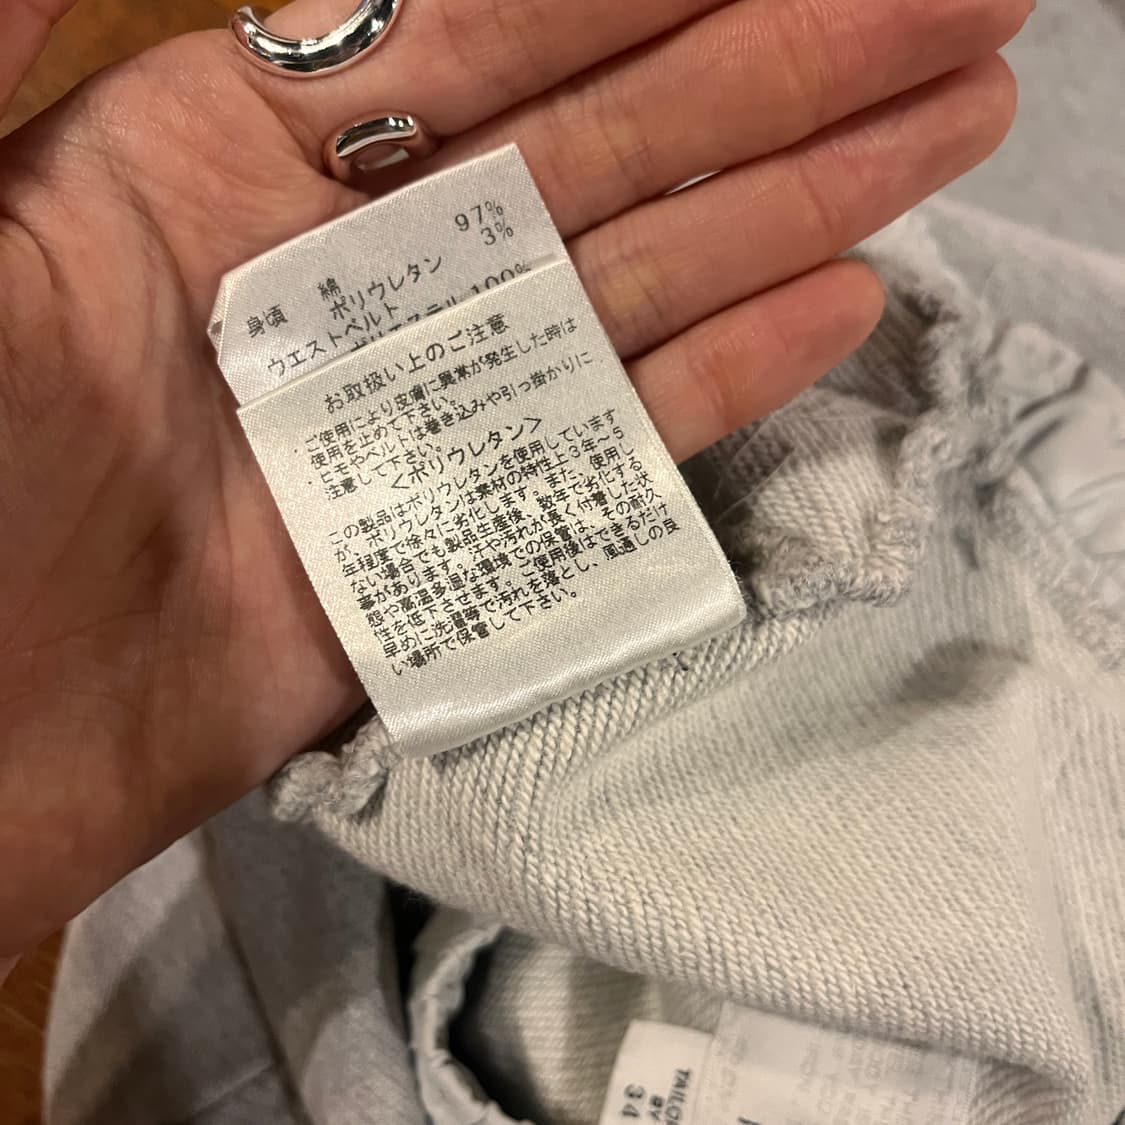 身頃 綿 97%
ポリウレタン 3%
ウエストベルト
ポリエステル 100%
お取扱い上のご注意
・ご使用により皮膚に異常が発生した時は
使用を止めて下さい。
・ヒモやベルトは巻き込みや引っ掛かりに
注意して下さい。
＜ポリウレタン＞
この製品はポリウレタンを使用しています
が、ポリウレタンは素材の特性上3年〜5
年程度で徐々に劣化します。また、使用し
ない場合でも製品生産後、数年で劣化する
事があります。汗や汚れが長く付着した状
態や高温多湿な環境での保管は、その耐久
性を低下させます。ご使用後はできるだけ
早めに洗濯等で汚れを落とし、風通しの良
い場所で保管して下さい。
BY
34